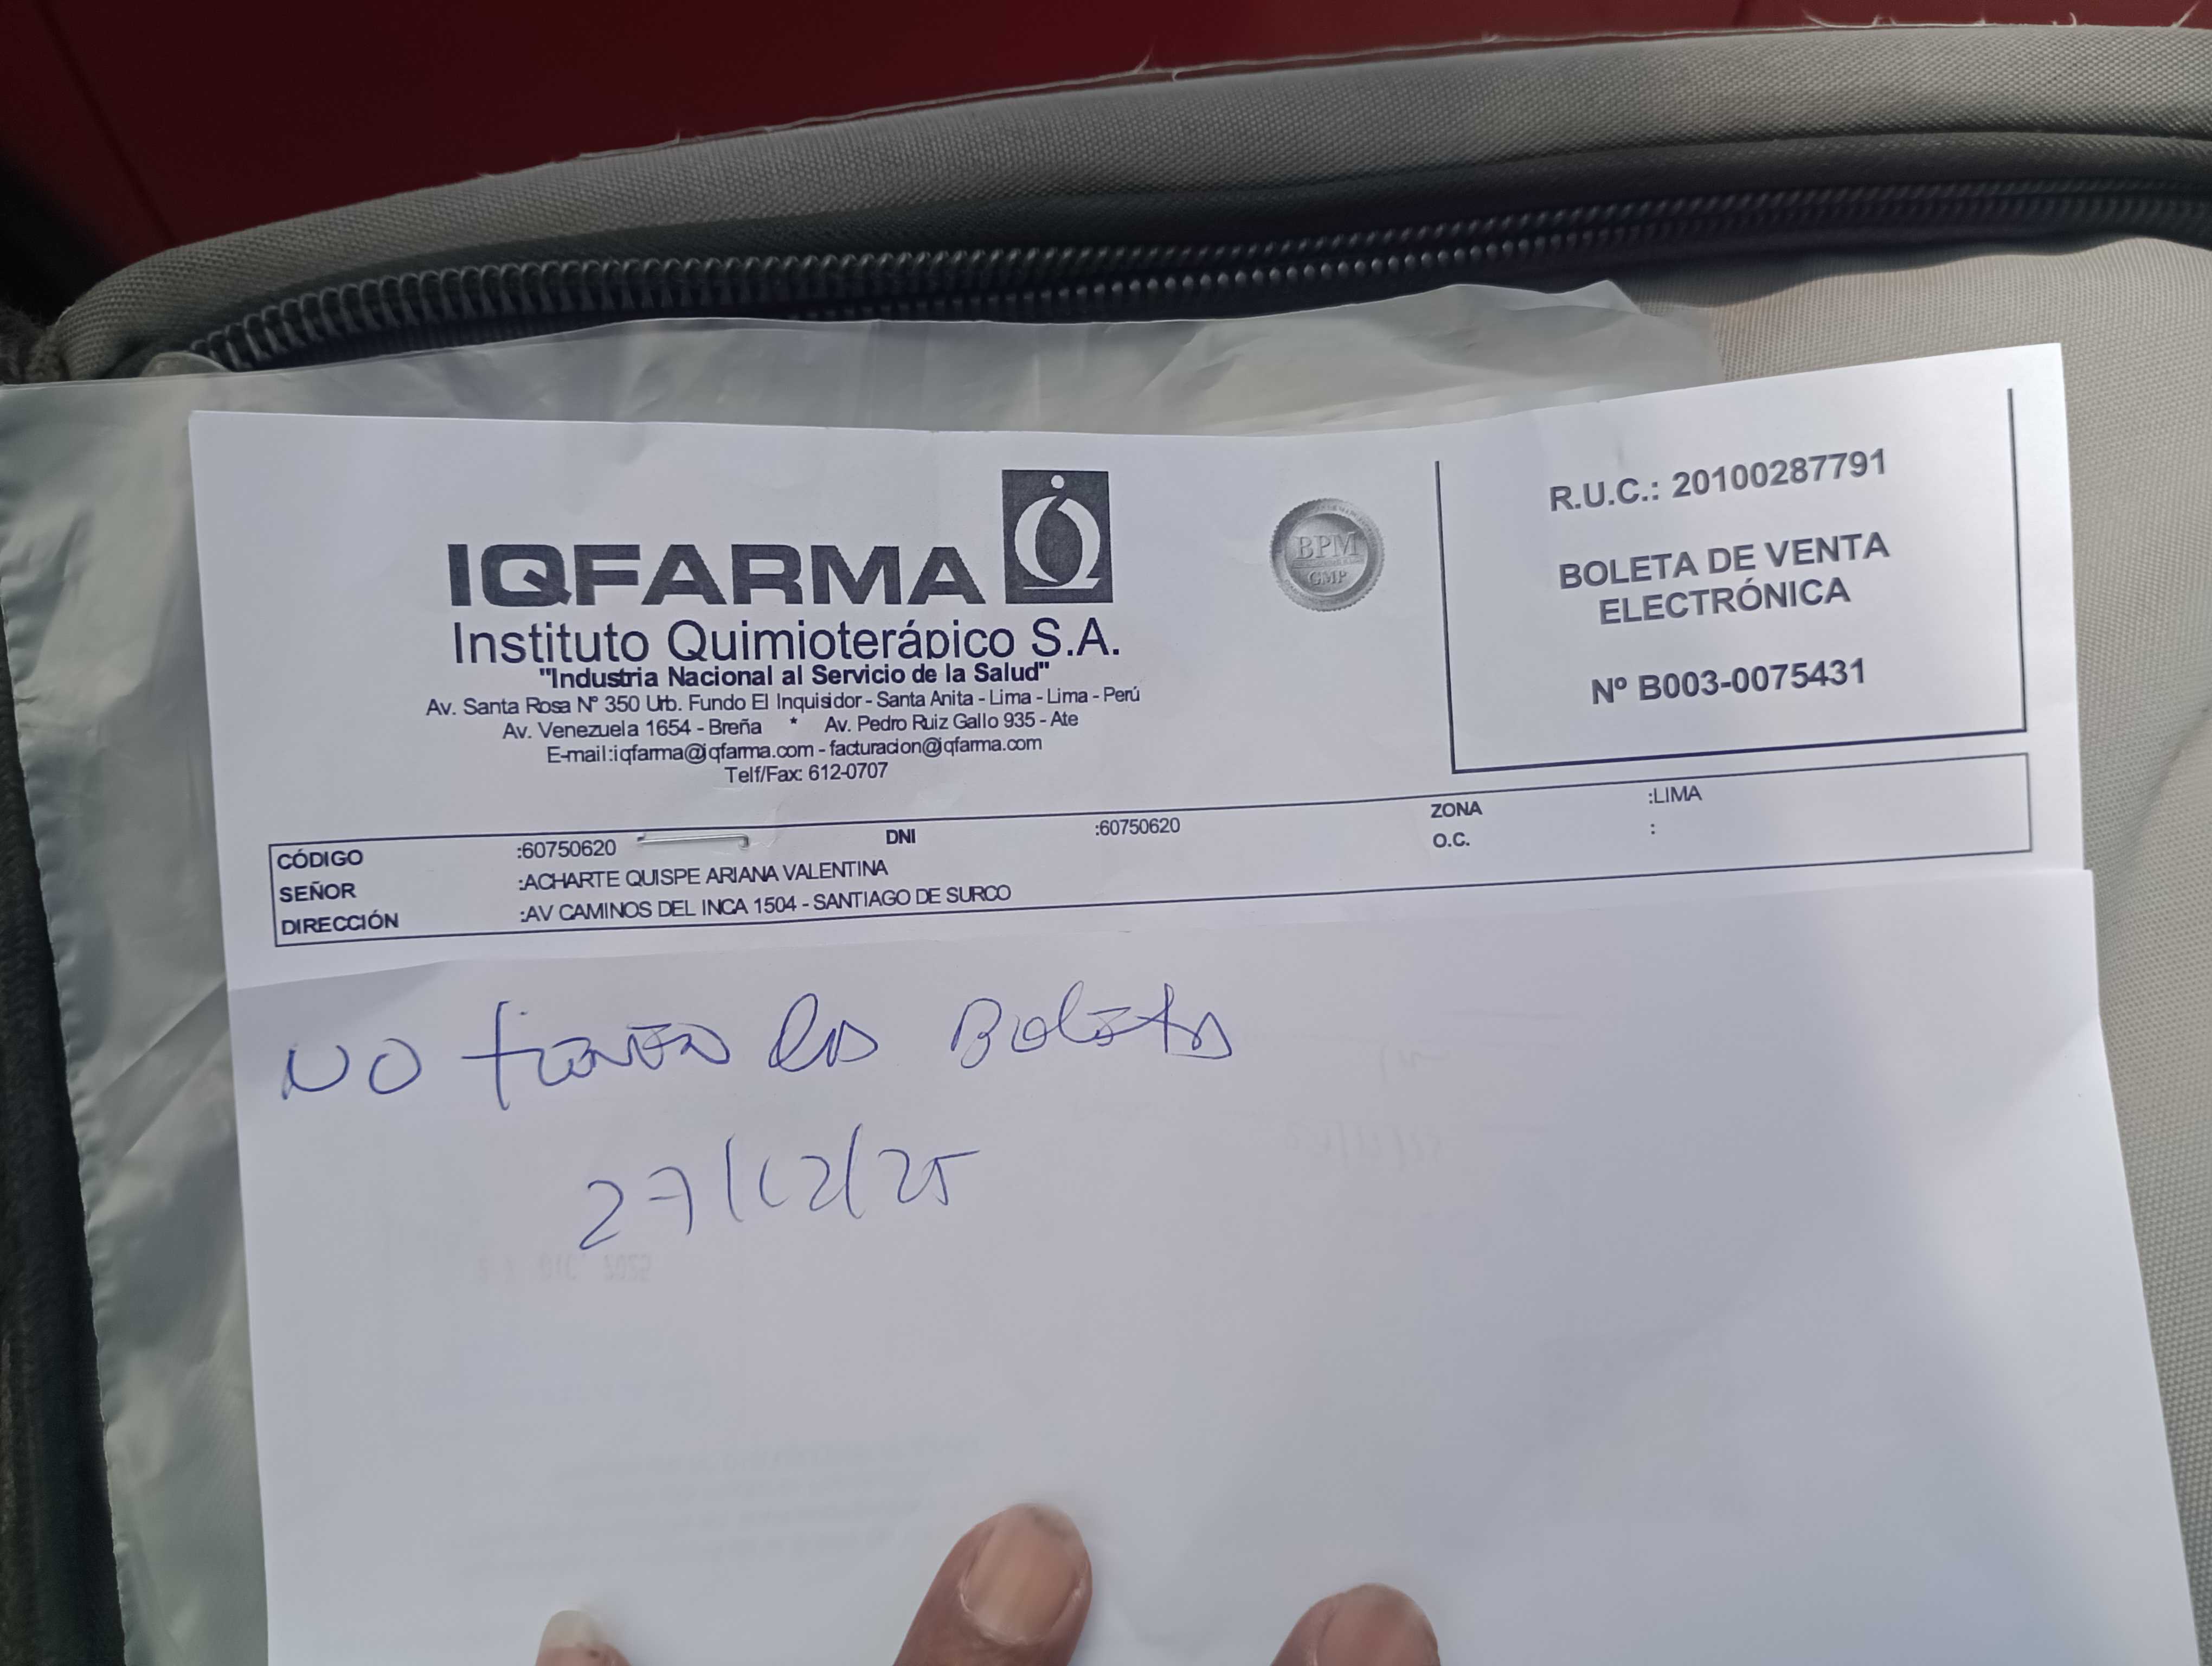 IQFARMA
Instituto Quimioterápico S.A.
"Industria Nacional al Servicio de la Salud"
Av. Santa Rosa Nº 350 Urb. Fundo El Inquisidor - Santa Anita - Lima - Lima - Perú
Av. Venezuela 1654 - Breña * Av. Pedro Ruiz Gallo 935 - Ate
E-mail:iqfarma@iqfarma.com - facturacion@iqfarma.com
Telf/Fax: 612-0707
BPM
GMP
R.U.C.: 20100287791
BOLETA DE VENTA
ELECTRÓNICA
Nº B003-0075431
CÓDIGO :60750620 DNI :60750620 ZONA :LIMA
SEÑOR :ACHARTE QUISPE ARIANA VALENTINA O.C. :
DIRECCIÓN :AV CAMINOS DEL INCA 1504 - SANTIAGO DE SURCO
NO tienen las Boletas
27/12/25